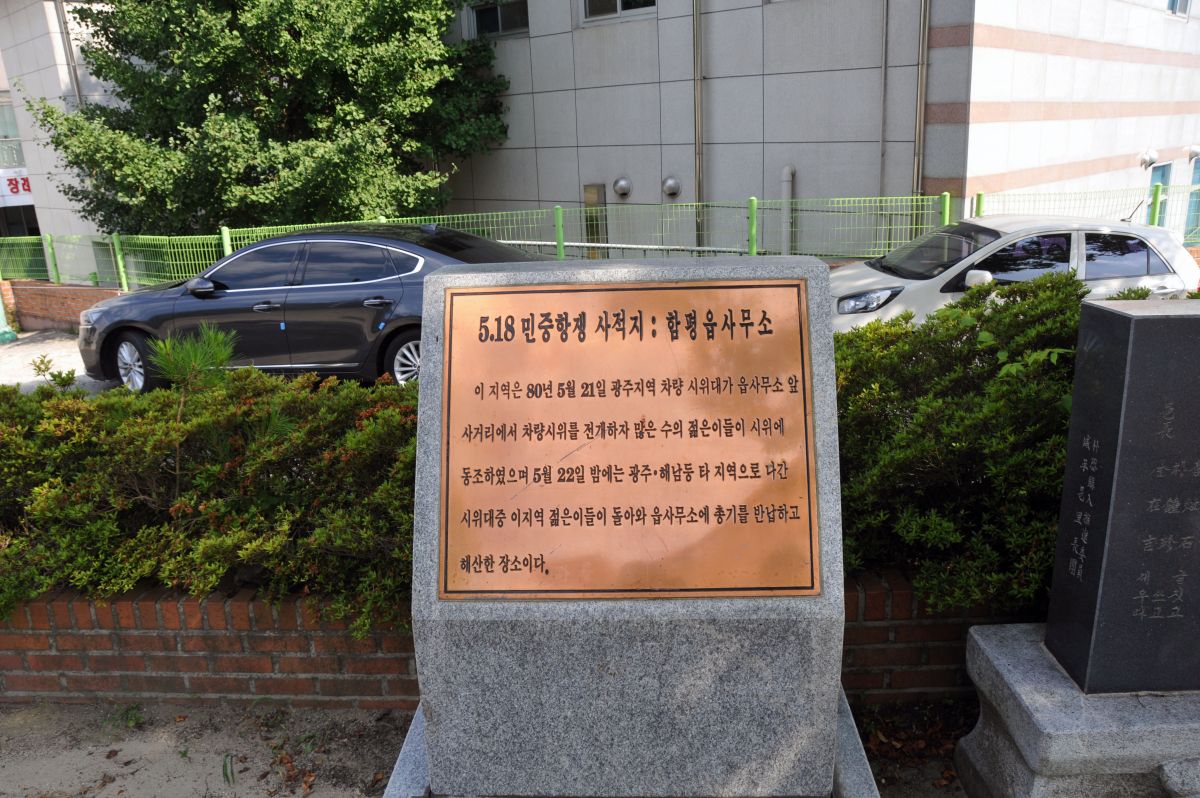 장례
5.18 민중항쟁 사적지 : 함평읍사무소
이 지역은 80년 5월 21일 광주지역 차량 시위대가 읍사무소 앞
사거리에서 차량시위를 전개하자 많은 수의 젊은이들이 시위에
동조하였으며 5월 22일 밤에는 광주·해남등 타 지역으로 나간
시위대중 이지역 젊은이들이 돌아와 읍사무소에 총기를 반납하고
해산한 장소이다.